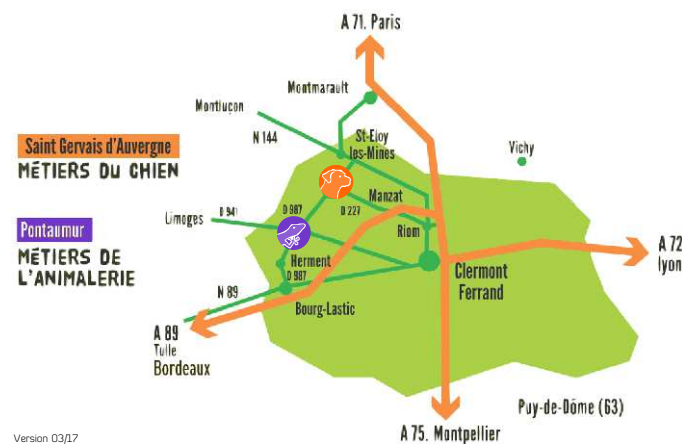 A 71. Paris
Montmarault
Montluçon
N 144
St-Eloy
les-Mines
Vichy
Saint Gervais d'Auvergne
MÉTIERS DU CHIEN
Manzat
D 941
D 987
D 227
Limoges
Riom
Pontaumur
MÉTIERS DE
L'ANIMALERIE
Herment
D 987
A 72
lyon
Clermont
Ferrand
N 89
Bourg-Lastic
A 89
Tulle
Bordeaux
Puy-de-Dôme (63)
A 75. Montpellier
Version 03/17